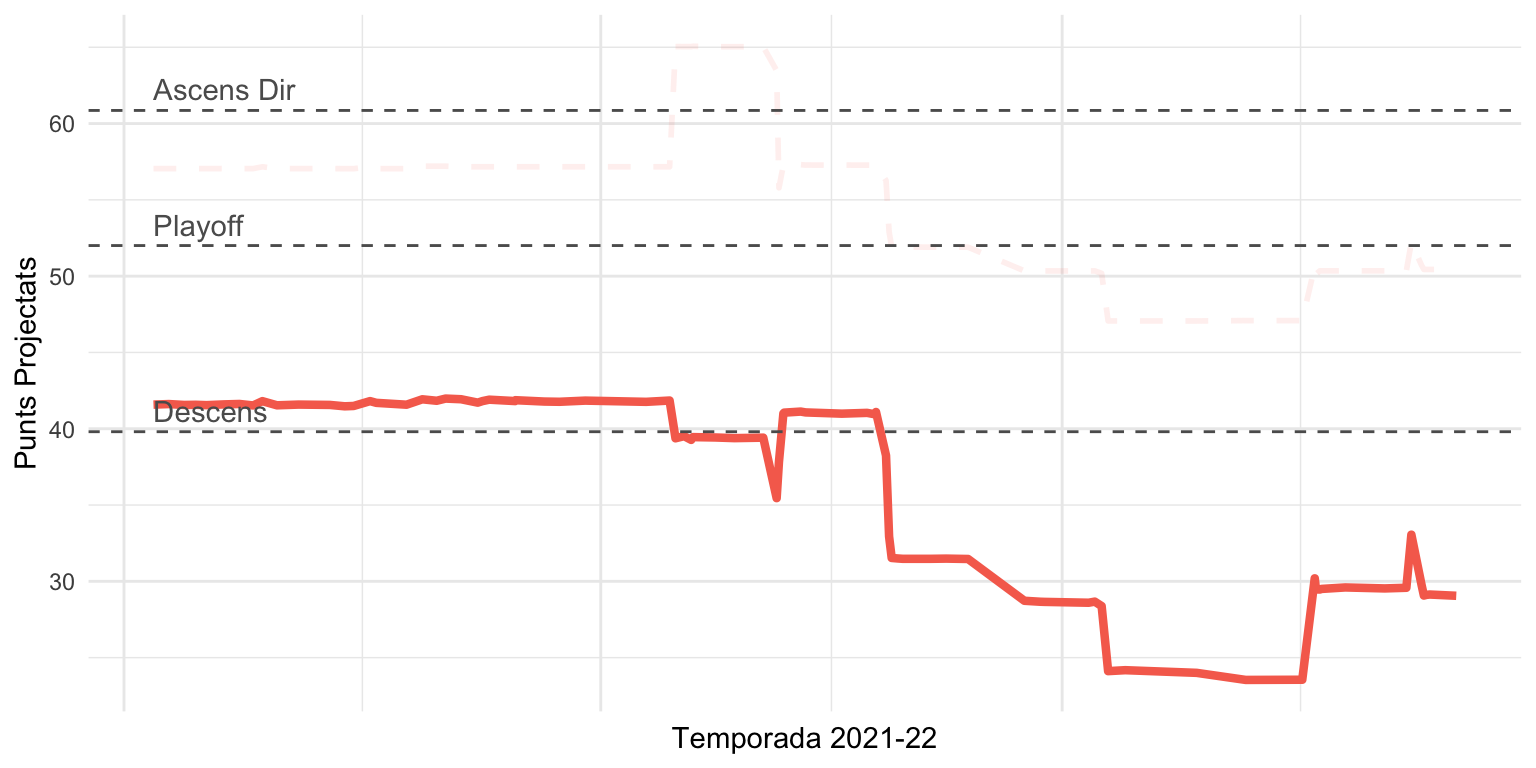 Ascens Dir
60
Playoff
50
Descens
40
30
Punts Projectats
Temporada 2021-22